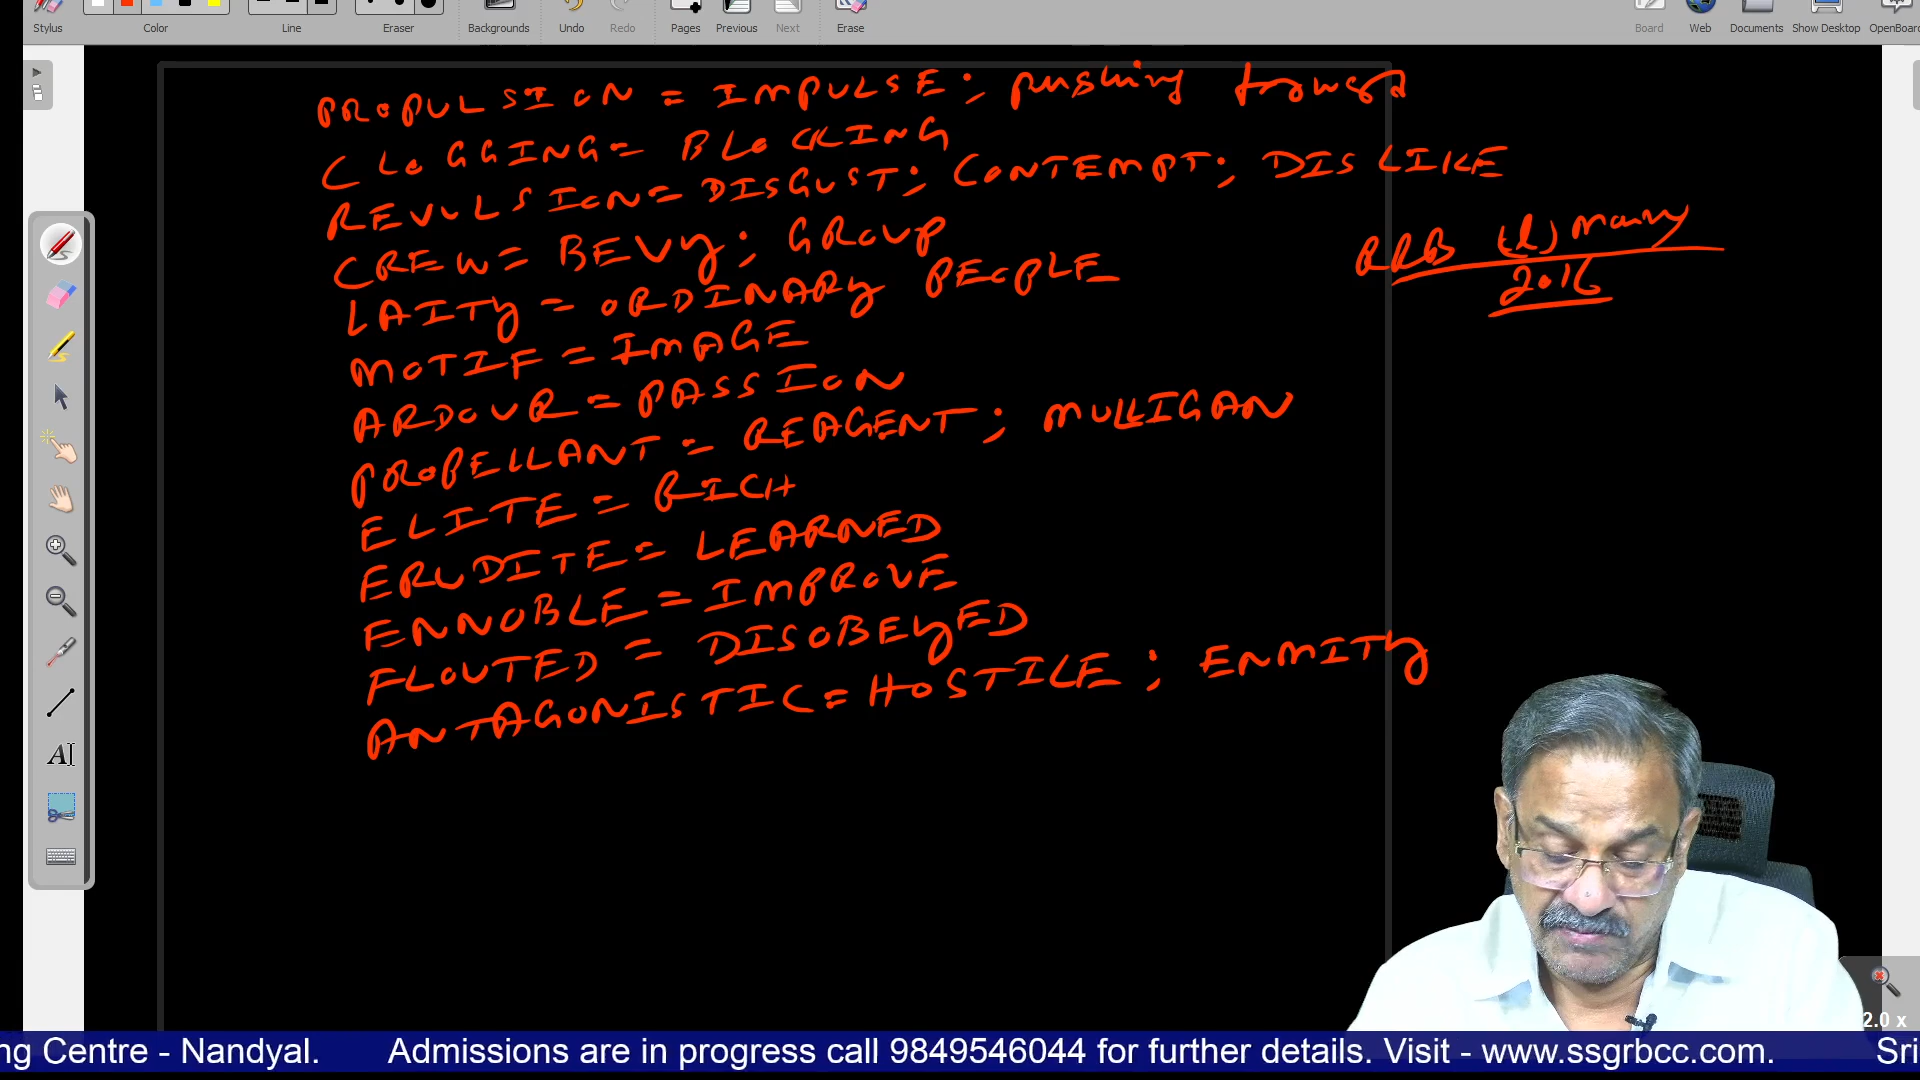 Stylus Color Line Eraser Backgrounds Undo Redo Pages Previous Next Erase Board Web Documents Show Desktop OpenBoard
PROPULSION = IMPULSE; pushing
CLOGGING = BLOCKING
REVULSION = DISGUST; CONTEMPT; DISLIKE
CREW = BEVY; GROUP
LAITY = ORDINARY PEOPLE
MOTIF = IMAGE
ARDOUR = PASSION
PROPELLANT = REAGENT; MULLIGAN
ELITE = RICH
ERUDITE = LEARNED
ENNOBLE = IMPROVE
FLOUTED = DISOBEYED
ANTAGONISTIC = HOSTILE; ENMITY
RRB
2016
A
2.0 x
ng Centre - Nandyal. Admissions are in progress call 9849546044 for further details. Visit - www.ssgrbcc.com. Sri